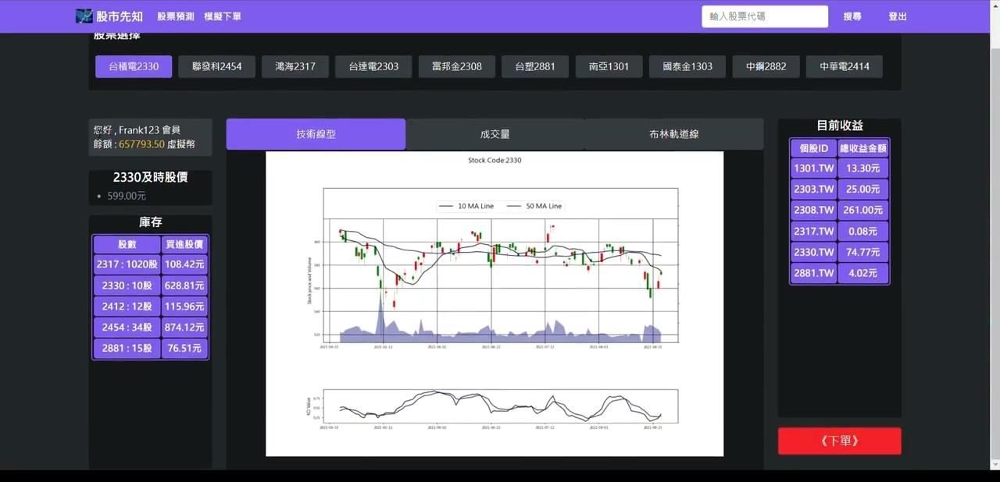 股市先知 股票預測 模擬下單 輸入股票代碼 搜尋 登出
股票選擇
台積電2330 聯發科2454 鴻海2317 台達電2303 富邦金2308 台塑2881 南亞1301 國泰金1303 中鋼2882 中華電2414
您好 , Frank123 會員
餘額 : 657793.50 虛擬幣
2330及時股價
599.00元
庫存
股數 買進股價
2317 : 1020股 108.42元
2330 : 10股 628.81元
2412 : 12股 115.96元
2454 : 34股 874.12元
2881 : 15股 76.51元
技術線型 成交量 布林軌道線
Stock Code:2330
10 MA Line 50 MA Line
Stock price and Volume
600
560
540
520
2021-04-23 2021-05-13 2021-06-02 2021-06-22 2021-07-12 2021-08-01 2021-08-21
KD Value
0.75
0.50
0.25
2021-04-23 2021-05-13 2021-06-02 2021-06-22 2021-07-12 2021-08-01 2021-08-21
目前收益
個股ID 總收益金額
1301.TW 13.30元
2303.TW 25.00元
2308.TW 261.00元
2317.TW 0.08元
2330.TW 74.77元
2881.TW 4.02元
《下單》